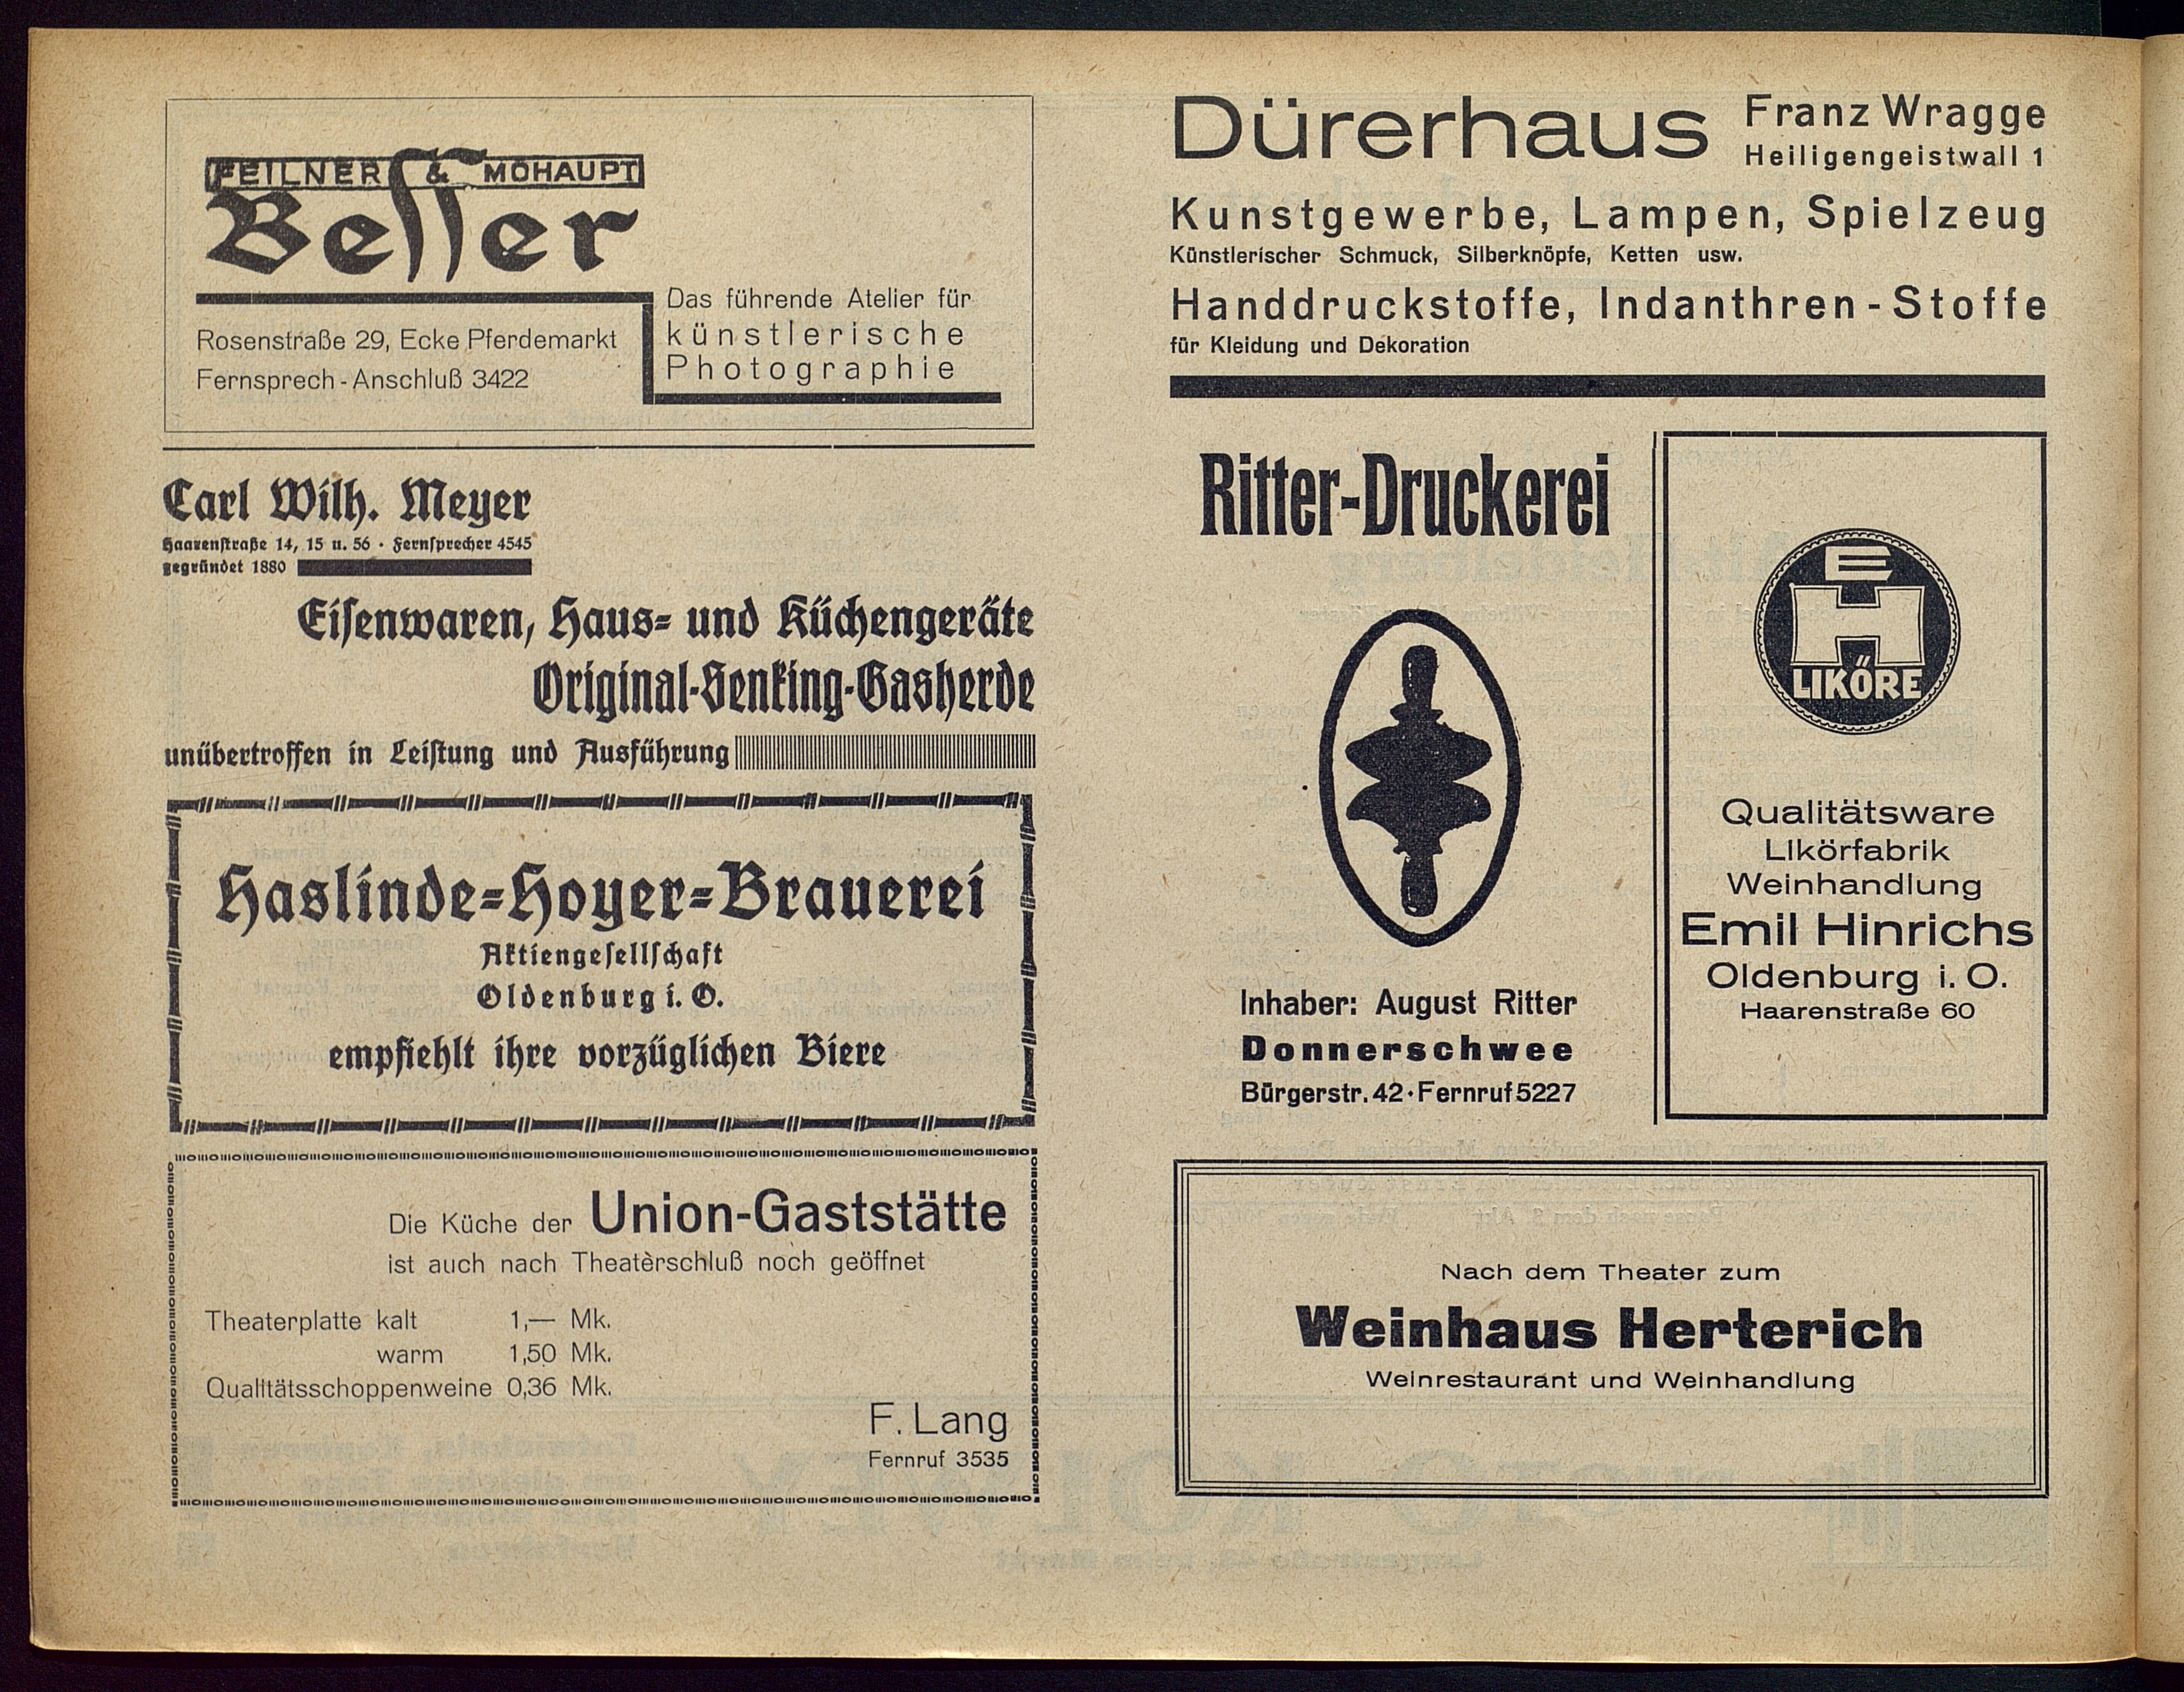 FEILNER & MOHAUPT
Besser
Rosenstraße 29, Ecke Pferdemarkt
Fernsprech-Anschluß 3422
Das führende Atelier für
künstlerische
Photographie
Carl Wilh. Meyer
Haarenstraße 14, 15 u. 56 · Fernsprecher 4545
gegründet 1880
Eisenwaren, Haus- und Küchengeräte
Original-Senking-Gasherde
unübertroffen in Leistung und Ausführung
Haslinde-Hoyer-Brauerei
Aktiengesellschaft
Oldenburg i. O.
empfiehlt ihre vorzüglichen Biere
Die Küche der Union-Gaststätte
ist auch nach Theaterschluß noch geöffnet
Theaterplatte kalt 1,— Mk.
warm 1,50 Mk.
Qualitätsschoppenweine 0,36 Mk.
F. Lang
Fernruf 3535
Dürerhaus Franz Wragge
Heiligengeistwall 1
Kunstgewerbe, Lampen, Spielzeug
Künstlerischer Schmuck, Silberknöpfe, Ketten usw.
Handdruckstoffe, Indanthren-Stoffe
für Kleidung und Dekoration
Ritter-Druckerei
Inhaber: August Ritter
Donnerschwee
Bürgerstr. 42 · Fernruf 5227
E
H
LIKÖRE
Qualitätsware
Likörfabrik
Weinhandlung
Emil Hinrichs
Oldenburg i. O.
Haarenstraße 60
Nach dem Theater zum
Weinhaus Herterich
Weinrestaurant und Weinhandlung